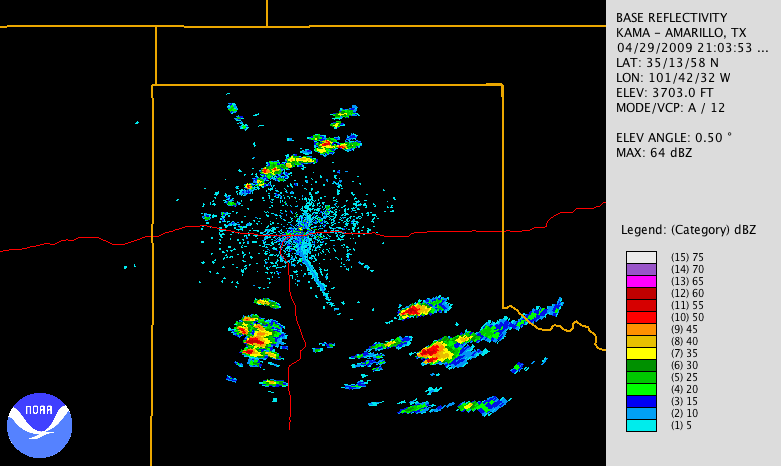 BASE REFLECTIVITY
KAMA - AMARILLO, TX
04/29/2009 21:03:53 ...
LAT: 35/13/58 N
LON: 101/42/32 W
ELEV: 3703.0 FT
MODE/VCP: A / 12
ELEV ANGLE: 0.50 °
MAX: 64 dBZ
Legend: (Category) dBZ
(15) 75
(14) 70
(13) 65
(12) 60
(11) 55
(10) 50
(9) 45
(8) 40
(7) 35
(6) 30
(5) 25
(4) 20
(3) 15
(2) 10
(1) 5
NOAA